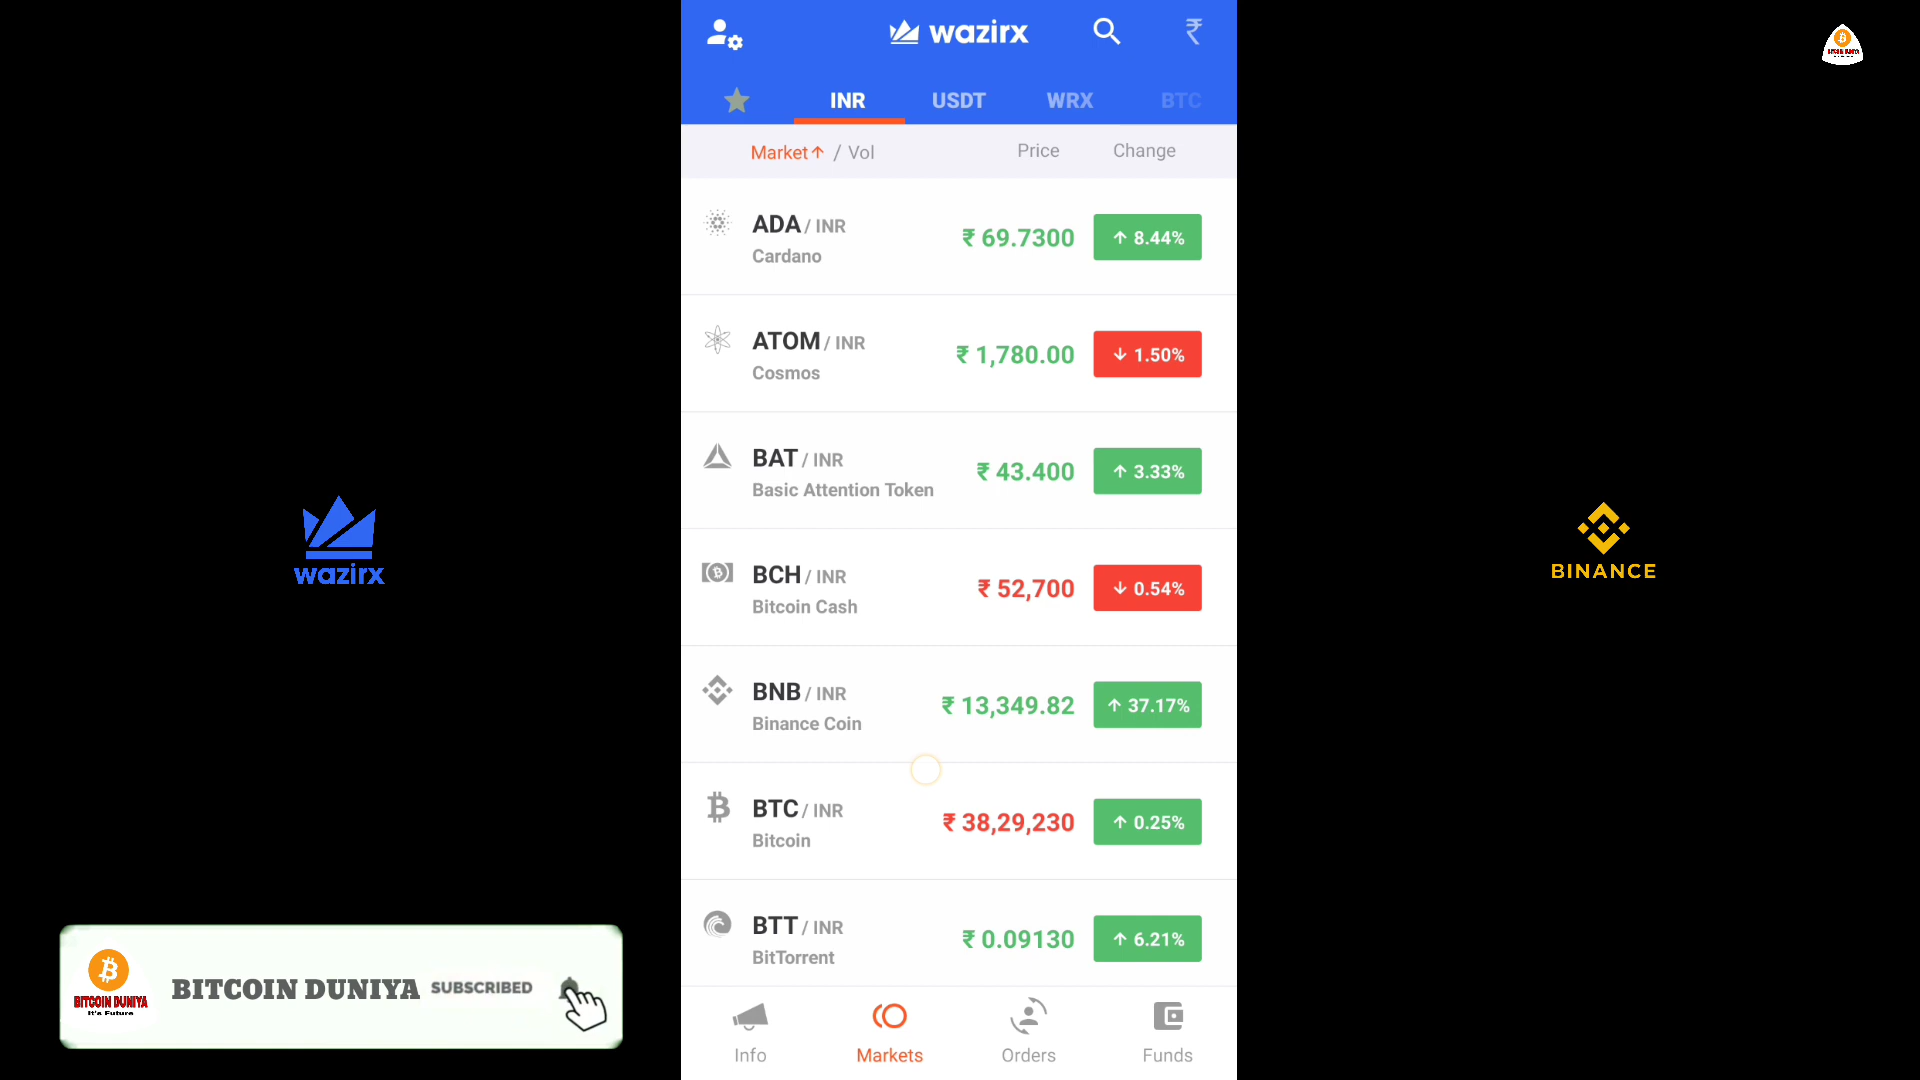 wazirx
₹
INR
USDT
WRX
BTC
Market↑ / Vol
Price
Change
ADA / INR
Cardano
₹ 69.7300
↑ 8.44%
ATOM / INR
Cosmos
₹ 1,780.00
↓ 1.50%
BAT / INR
Basic Attention Token
₹ 43.400
↑ 3.33%
BCH / INR
Bitcoin Cash
₹ 52,700
↓ 0.54%
BNB / INR
Binance Coin
₹ 13,349.82
↑ 37.17%
BTC / INR
Bitcoin
₹ 38,29,230
↑ 0.25%
BTT / INR
BitTorrent
₹ 0.09130
↑ 6.21%
Info
Markets
Orders
Funds
wazirx
BINANCE
BITCOIN DUNIYA
It's Future
BITCOIN DUNIYA
SUBSCRIBED
BITCOIN DUNIYA